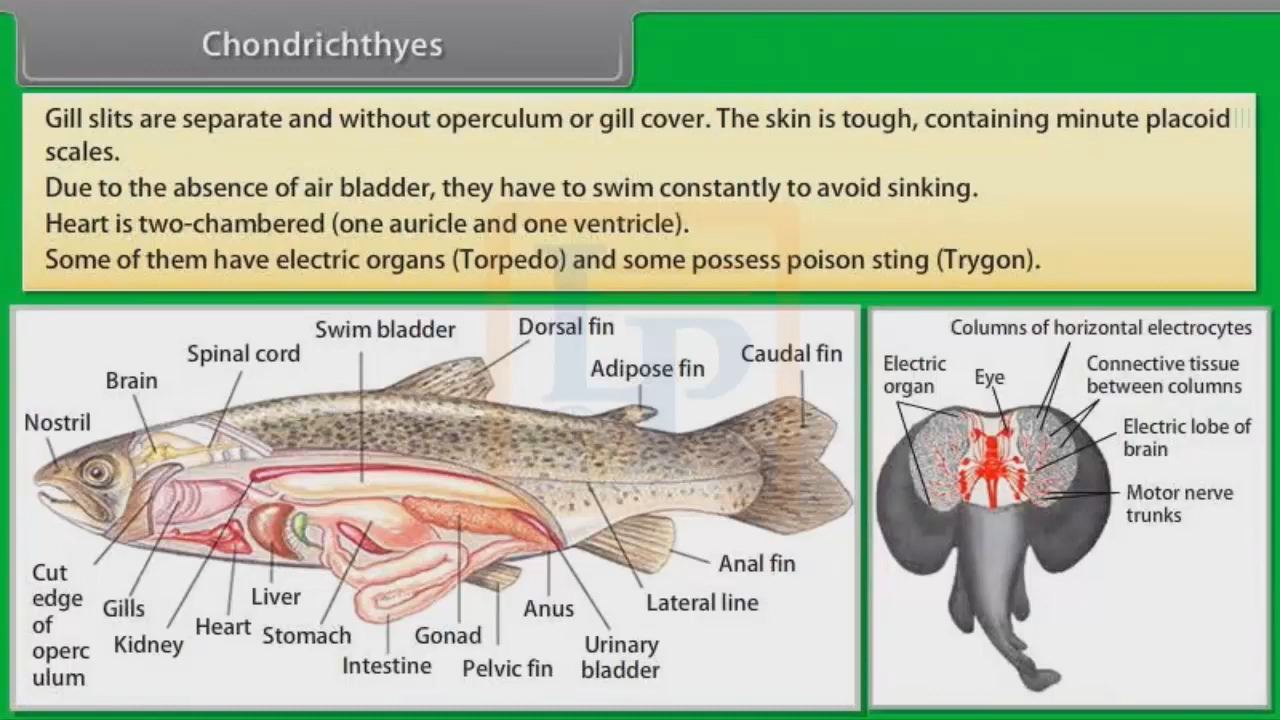 Chondrichthyes
Gill slits are separate and without operculum or gill cover. The skin is tough, containing minute placoid
scales.
Due to the absence of air bladder, they have to swim constantly to avoid sinking.
Heart is two-chambered (one auricle and one ventricle).
Some of them have electric organs (Torpedo) and some possess poison sting (Trygon).
LP
Swim bladder
Dorsal fin
Spinal cord
Adipose fin
Caudal fin
Brain
Nostril
Cut
edge
of
operc
ulum
Gills
Kidney
Heart
Liver
Stomach
Intestine
Gonad
Pelvic fin
Anus
Urinary
bladder
Lateral line
Anal fin
Columns of horizontal electrocytes
Electric
organ
Eye
Connective tissue
between columns
Electric lobe of
brain
Motor nerve
trunks